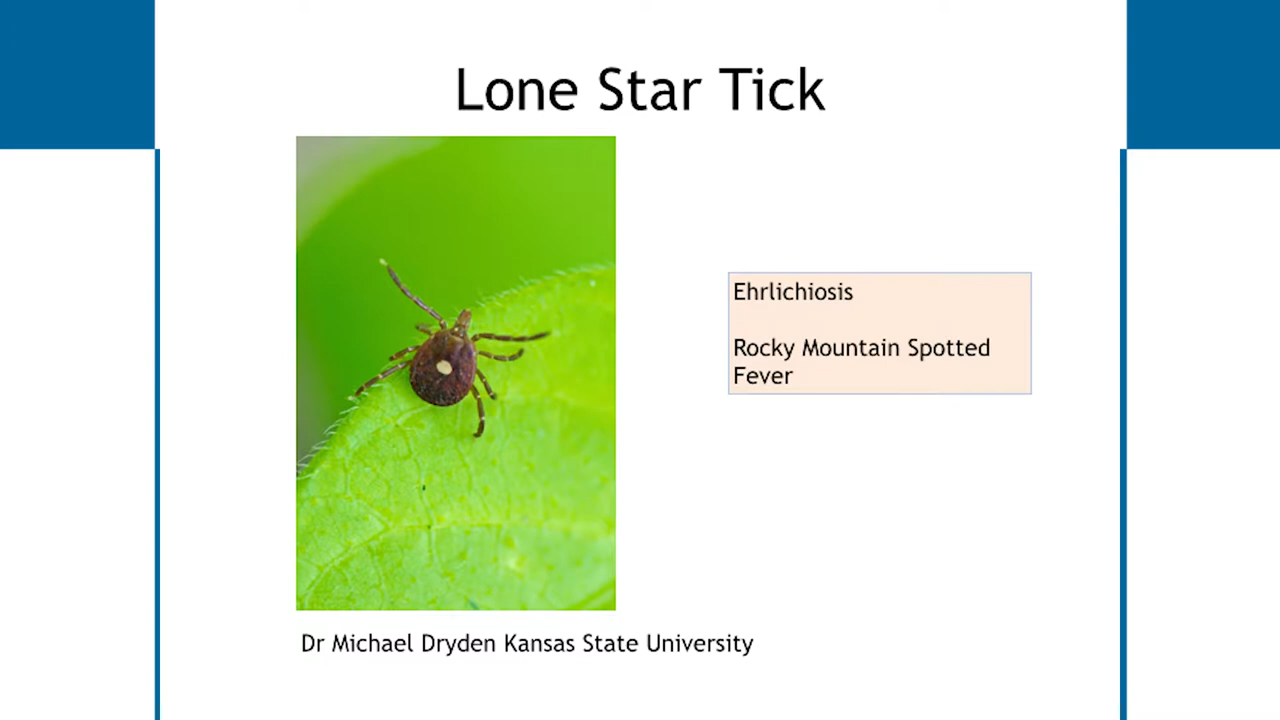 Lone Star Tick
Ehrlichiosis
Rocky Mountain Spotted
Fever
Dr Michael Dryden Kansas State University